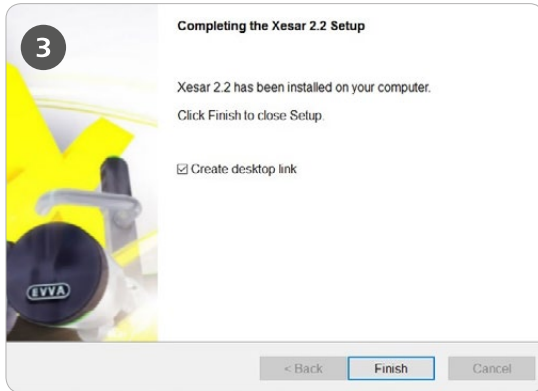 3
Completing the Xesar 2.2 Setup
Xesar 2.2 has been installed on your computer.
Click Finish to close Setup.
Create desktop link
EVVA
< Back Finish Cancel